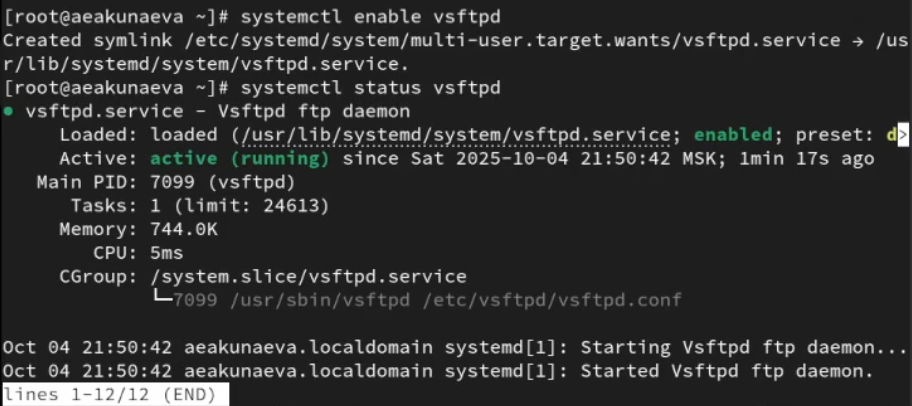 [root@aeakunaeva ~]# systemctl enable vsftpd
Created symlink /etc/systemd/system/multi-user.target.wants/vsftpd.service → /us
r/lib/systemd/system/vsftpd.service.
[root@aeakunaeva ~]# systemctl status vsftpd
● vsftpd.service - Vsftpd ftp daemon
     Loaded: loaded (/usr/lib/systemd/system/vsftpd.service; enabled; preset: d>
     Active: active (running) since Sat 2025-10-04 21:50:42 MSK; 1min 17s ago
   Main PID: 7099 (vsftpd)
      Tasks: 1 (limit: 24613)
     Memory: 744.0K
        CPU: 5ms
     CGroup: /system.slice/vsftpd.service
             └─7099 /usr/sbin/vsftpd /etc/vsftpd/vsftpd.conf
Oct 04 21:50:42 aeakunaeva.localdomain systemd[1]: Starting Vsftpd ftp daemon...
Oct 04 21:50:42 aeakunaeva.localdomain systemd[1]: Started Vsftpd ftp daemon.
lines 1-12/12 (END)